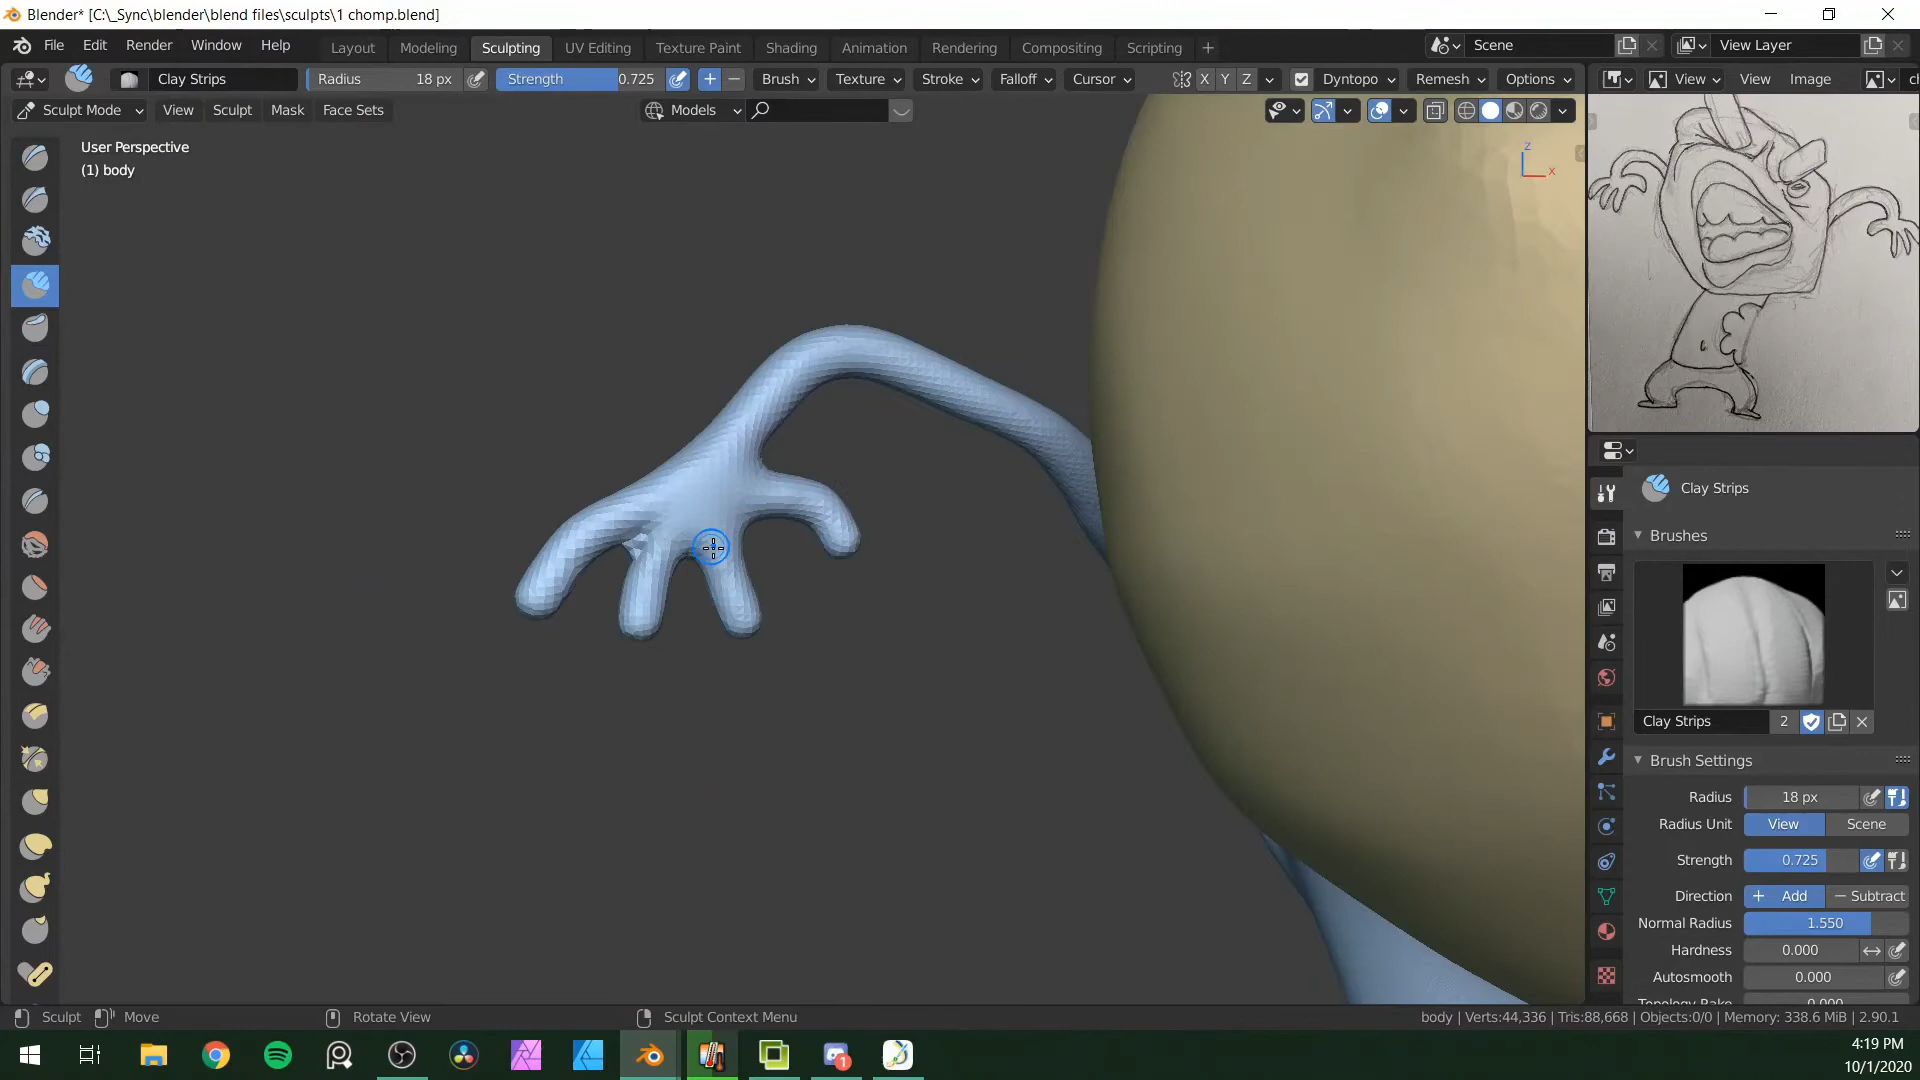 Blender* [C:\_Sync\blender\blend files\sculpts\1 chomp.blend]
File Edit Render Window Help Layout Modeling Sculpting UV Editing Texture Paint Shading Animation Rendering Compositing Scripting + Scene View Layer
Clay Strips Radius 18 px Strength 0.725 Brush Texture Stroke Falloff Cursor X Y Z Dyntopo Remesh Options View View Image
Sculpt Mode View Sculpt Mask Face Sets Models
User Perspective
(1) body
Z
X
Clay Strips
Brushes
Clay Strips 2
Brush Settings
Radius 18 px
Radius Unit View Scene
Strength 0.725
Direction + Add − Subtract
Normal Radius 1.550
Hardness 0.000
Autosmooth 0.000
Sculpt Move Rotate View Sculpt Context Menu body | Verts:44,336 | Tris:88,668 | Objects:0/0 | Memory: 338.6 MiB | 2.90.1
1
4:19 PM
10/1/2020